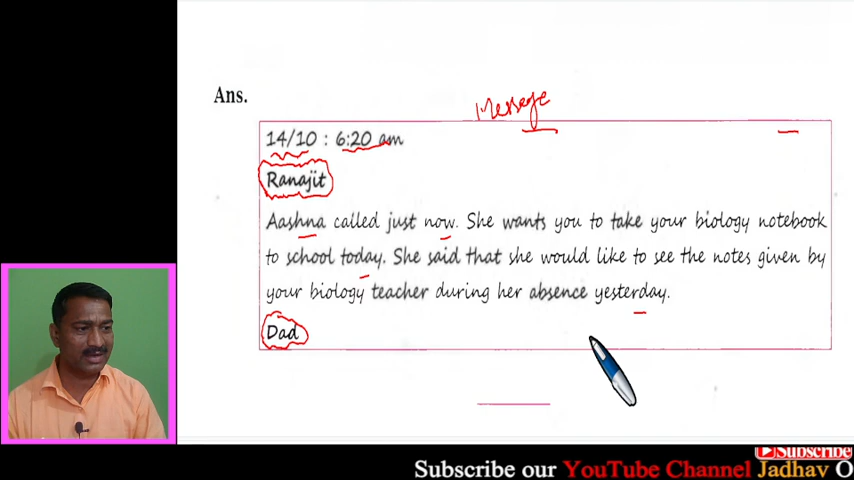 Message
Ans.
14/10 : 6:20 am
Ranajit
Aashna called just now. She wants you to take your biology notebook
to school today. She said that she would like to see the notes given by
your biology teacher during her absence yesterday.
Dad
SUBSCRIBE
Subscribe our YouTube Channel Jadhav O